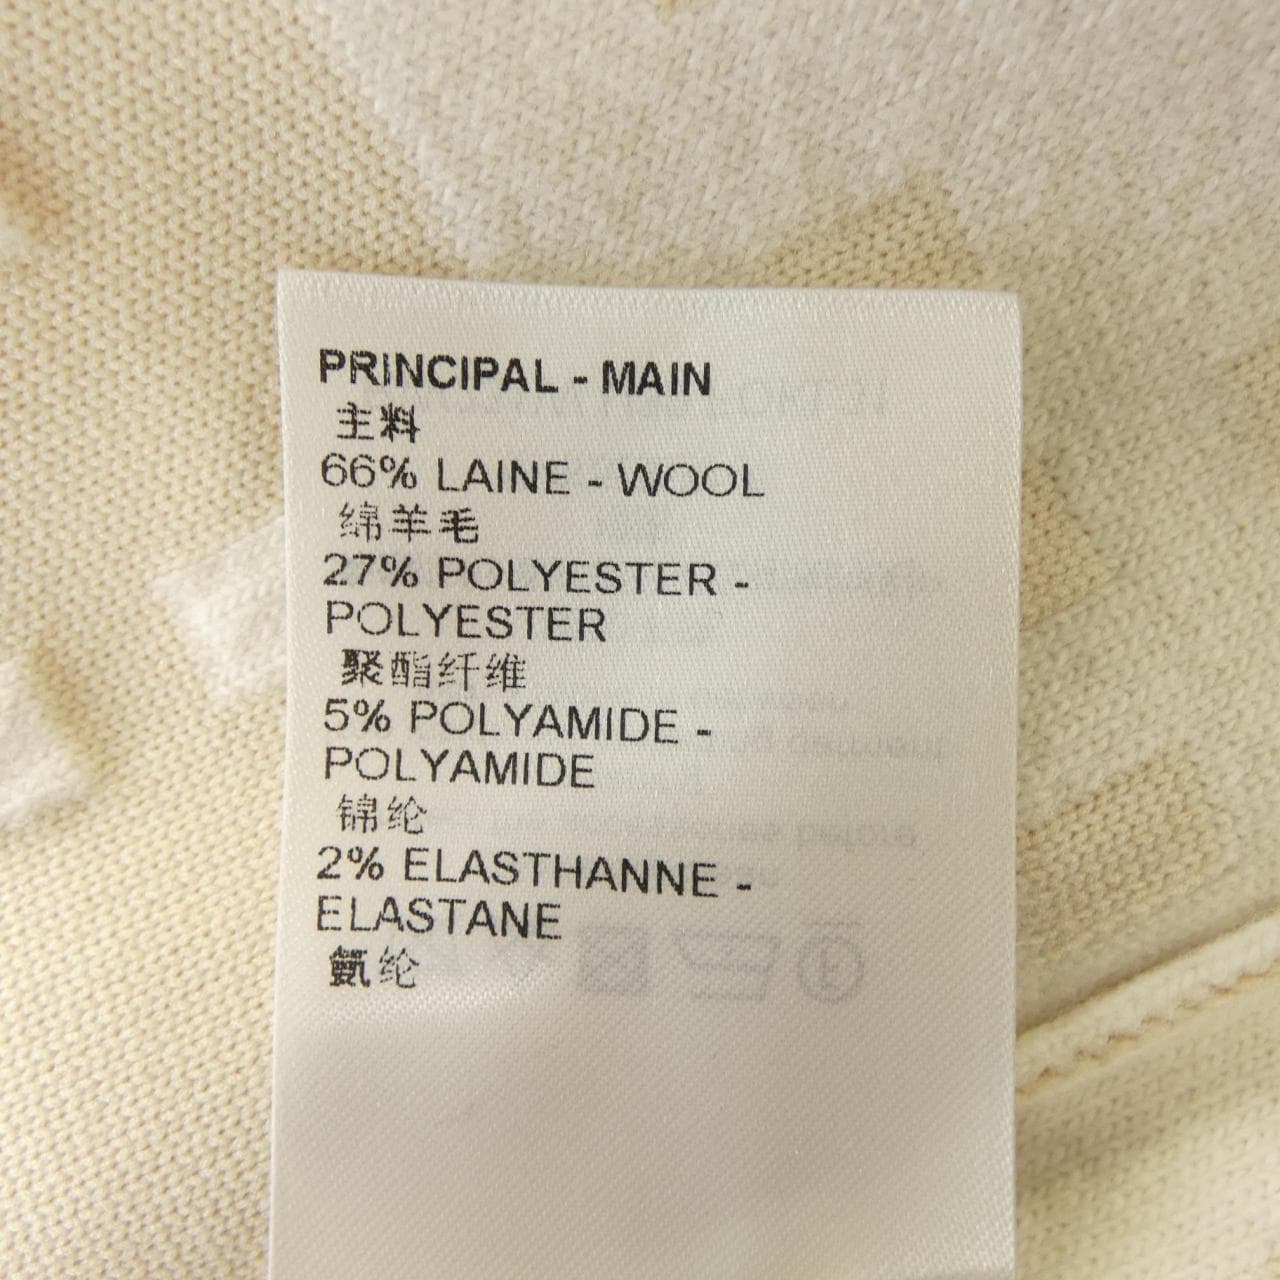 PRINCIPAL - MAIN
主料
66% LAINE - WOOL
绵羊毛
27% POLYESTER -
POLYESTER
聚酯纤维
5% POLYAMIDE -
POLYAMIDE
锦纶
2% ELASTHANNE -
ELASTANE
氨纶